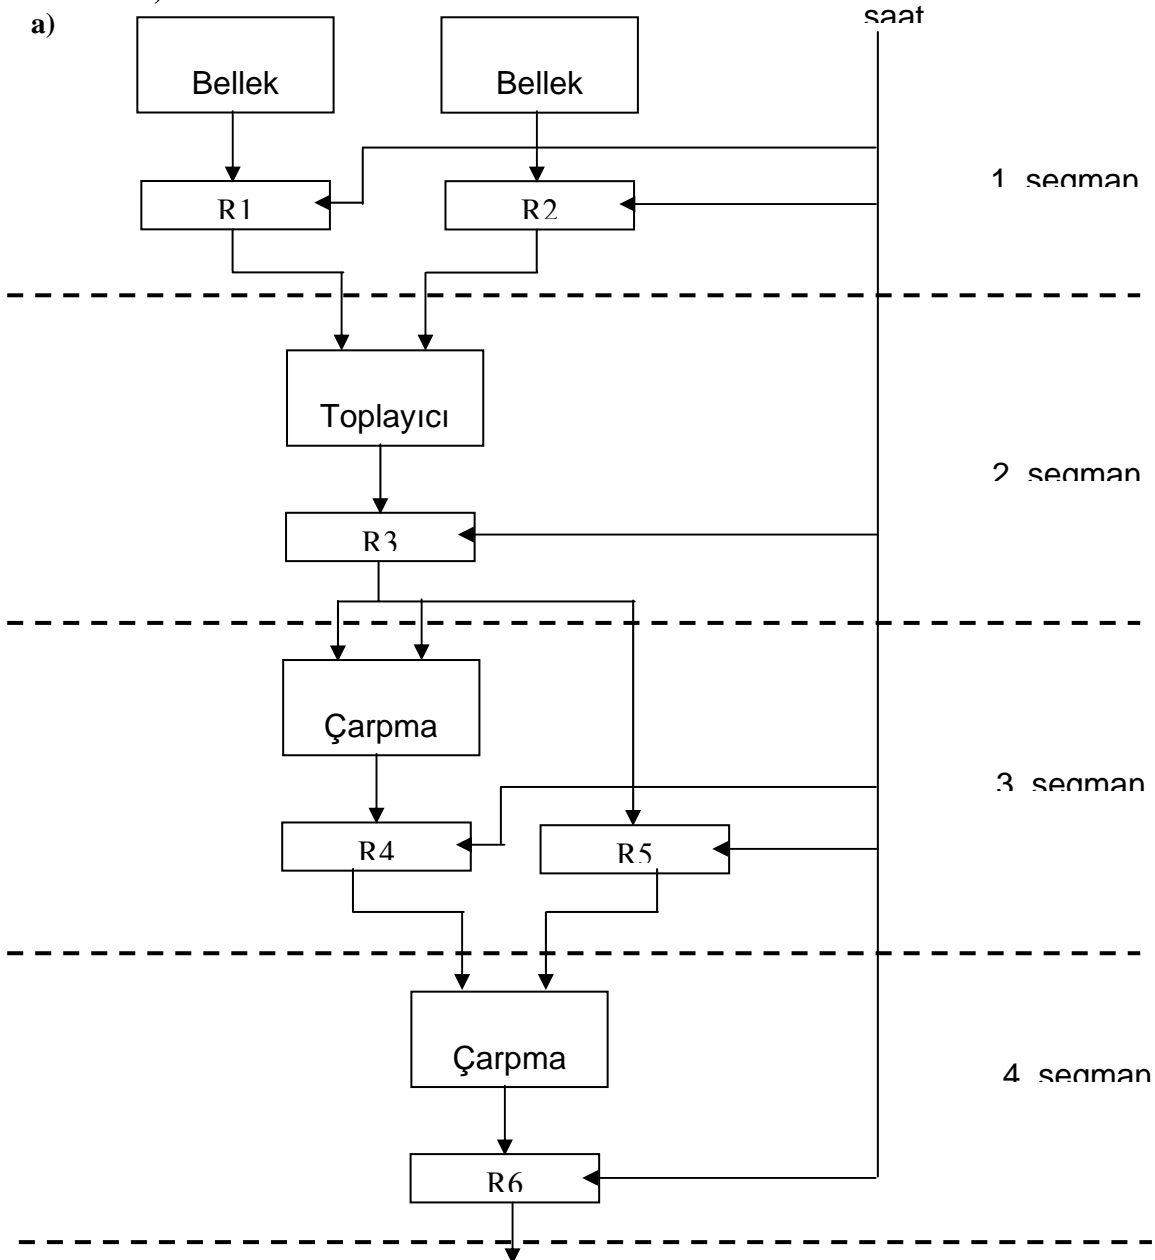 a)
saat
Bellek
Bellek
1. segman
R1
R2
Toplayıcı
2. segman
R3
Çarpma
3. segman
R4
R5
Çarpma
4. segman
R6